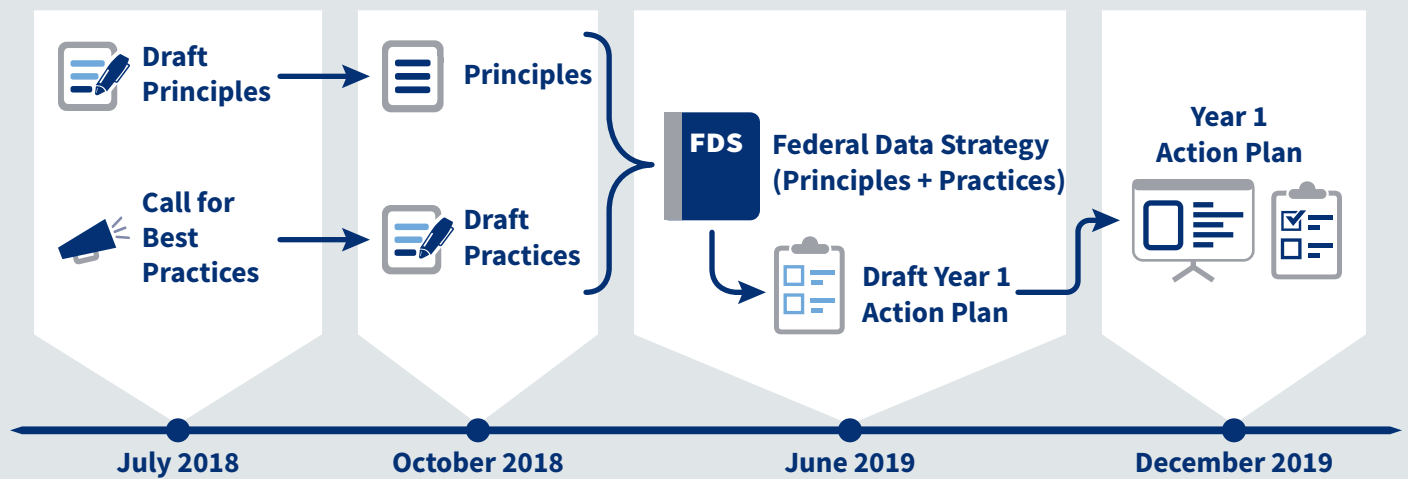 Draft
Principles
Call for
Best
Practices
Principles
Draft
Practices
FDS
Federal Data Strategy
(Principles + Practices)
Draft Year 1
Action Plan
Year 1
Action Plan
July 2018
October 2018
June 2019
December 2019